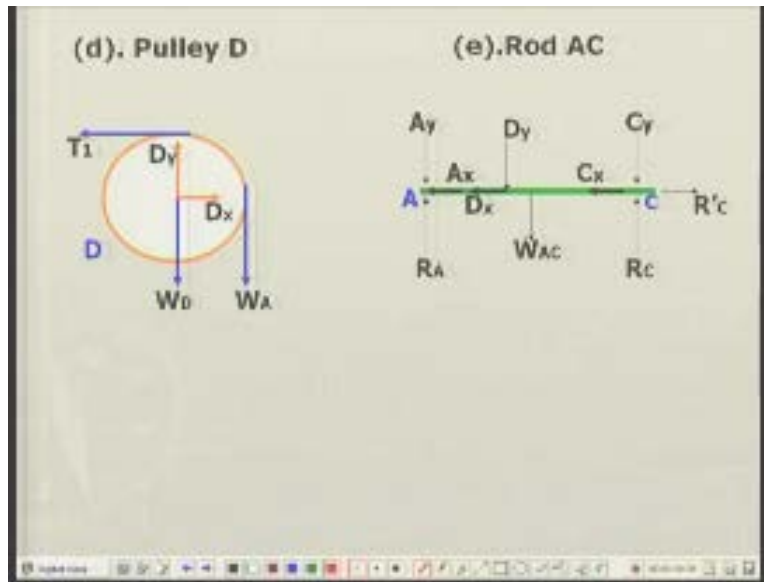 (d). Pulley D
(e).Rod AC
T1
Dy
Dx
D
WD
WA
Ay
Dy
Cy
Ax
Cx
A
Dx
C
R'c
WAC
RA
Rc